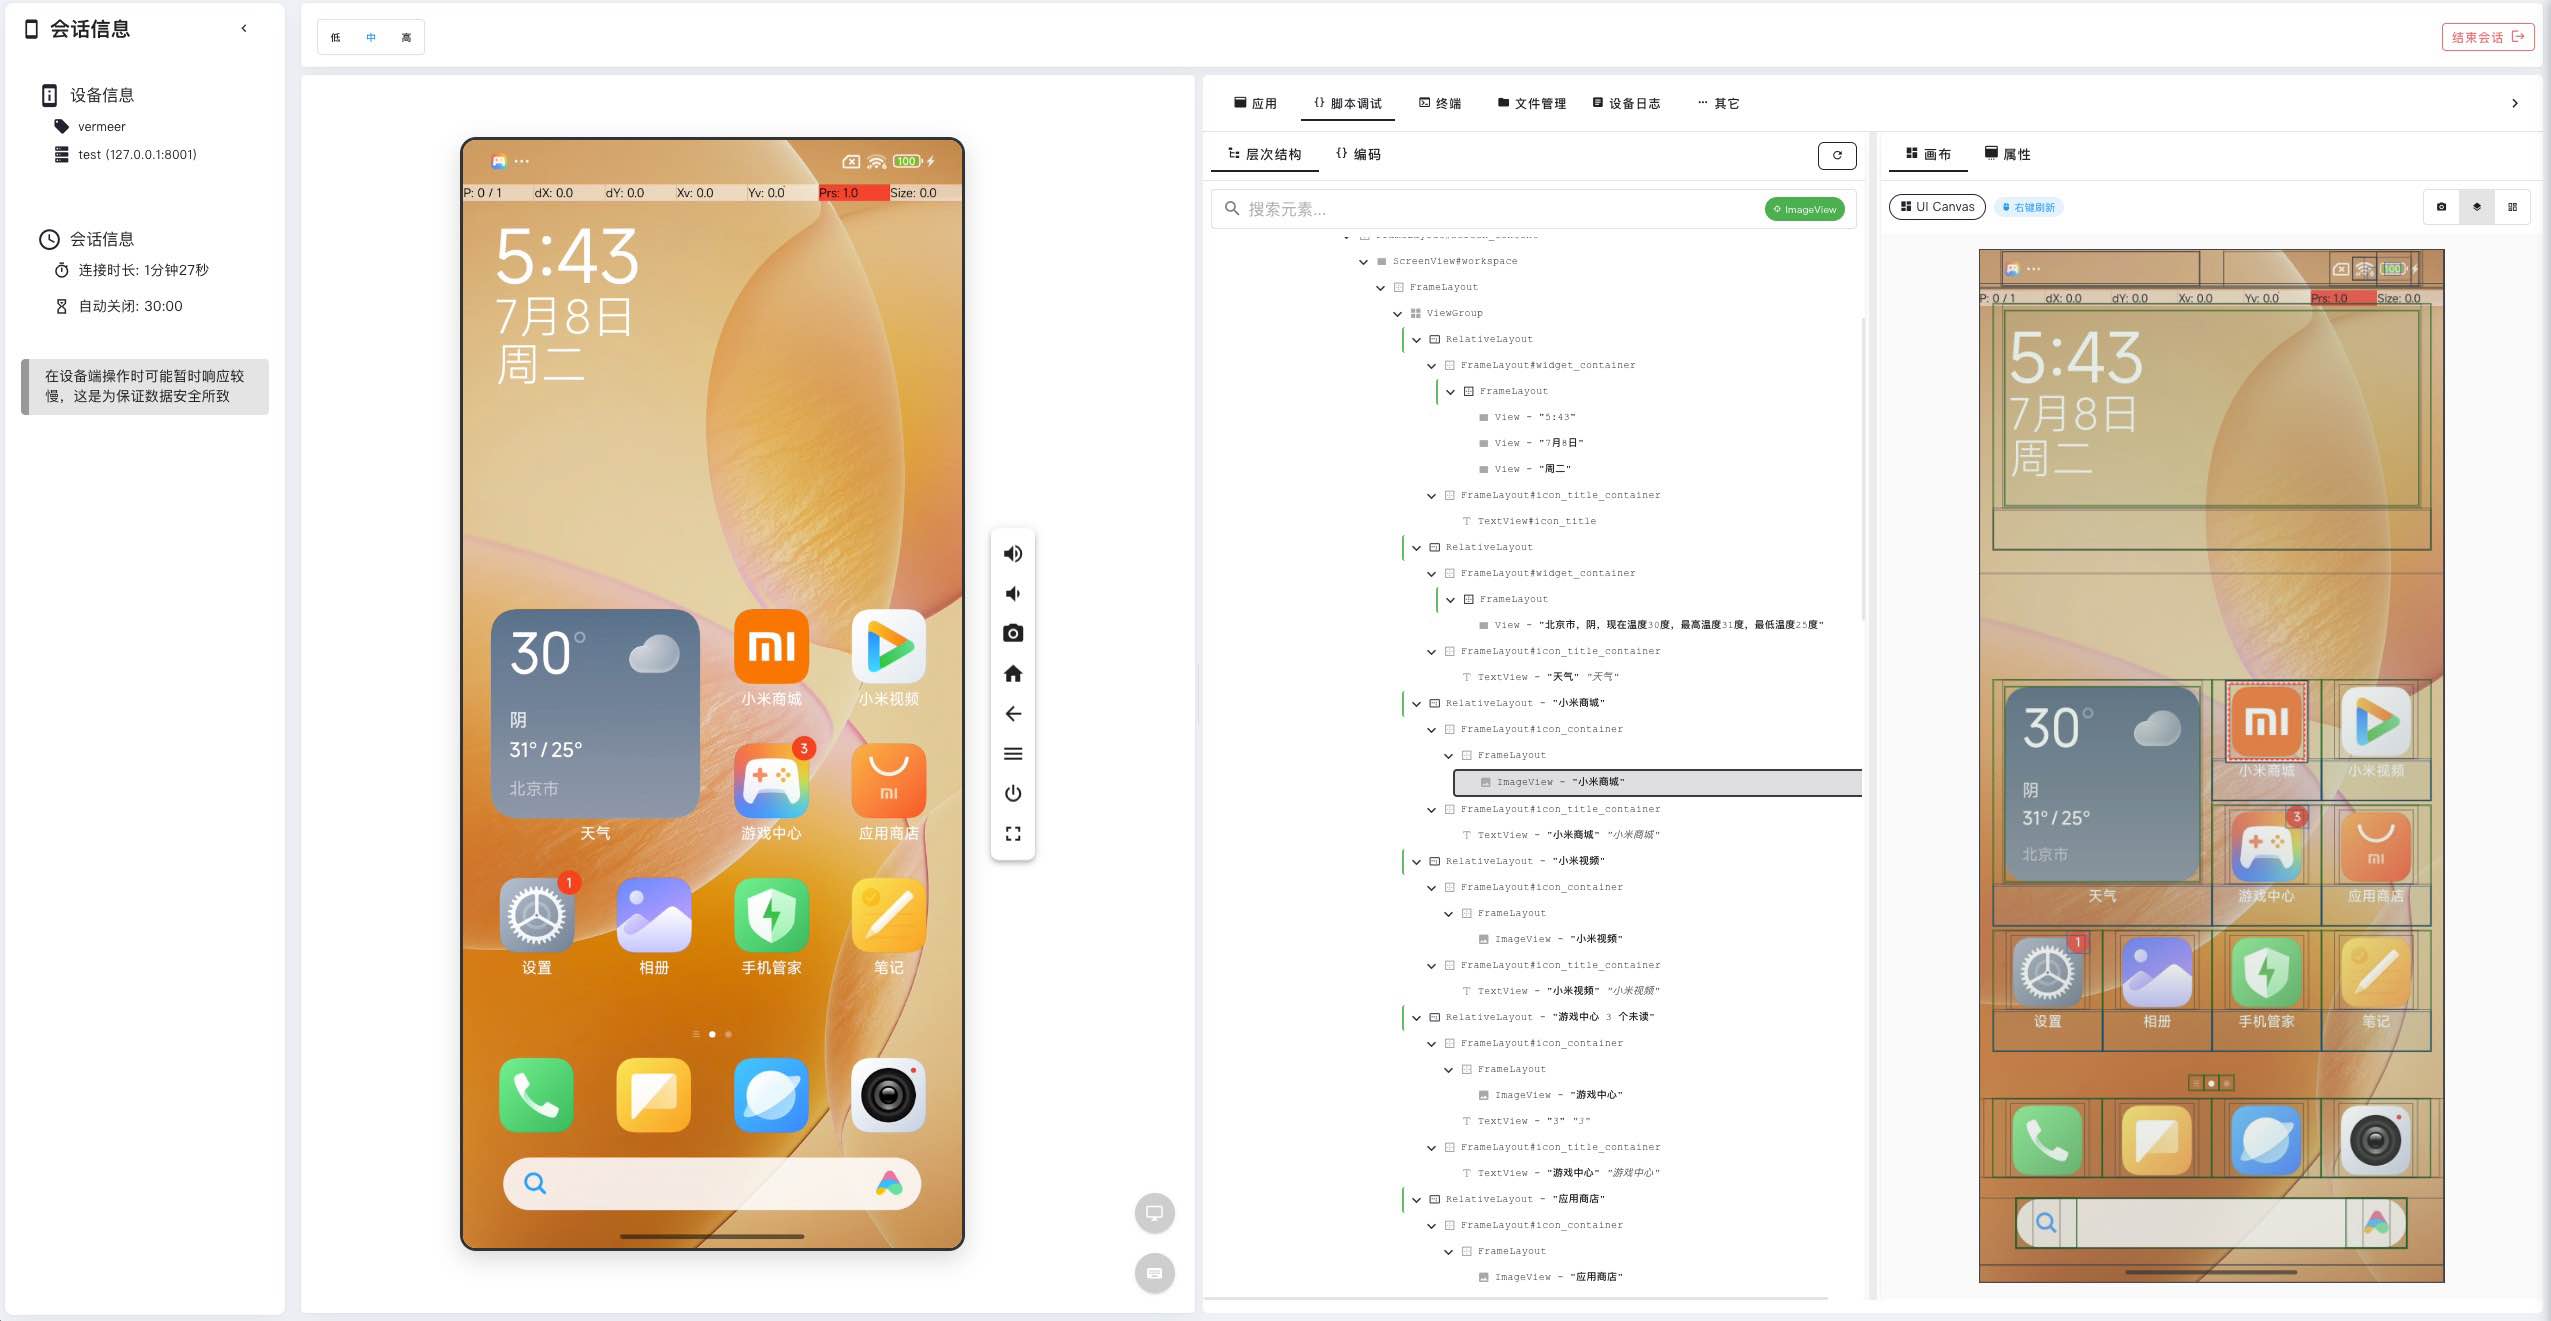 会话信息
设备信息
vermeer
test (127.0.0.1:8001)
会话信息
连接时长: 1分钟27秒
自动关闭: 30:00
在设备端操作时可能暂时响应较
慢，这是为保证数据安全所致
低 中 高
结束会话
100
P: 0 / 1 dX: 0.0 dY: 0.0 Xv: 0.0 Yv: 0.0 Prs: 1.0 Size: 0.0
5:43
7月8日
周二
30°
阴
31° / 25°
北京市
天气
小米商城
小米视频
3
游戏中心
mi
应用商店
1
设置
相册
手机管家
笔记
应用 {} 脚本调试 终端 文件管理 设备日志 ··· 其它
层次结构 {} 编码
搜索元素...
ImageView
ScreenView#workspace
FrameLayout
ViewGroup
RelativeLayout
FrameLayout#widget_container
FrameLayout
View - "5:43"
View - "7月8日"
View - "周二"
FrameLayout#icon_title_container
TextView#icon_title
RelativeLayout
FrameLayout#widget_container
FrameLayout
View - "北京市，阴，现在温度30度，最高温度31度，最低温度25度"
FrameLayout#icon_title_container
TextView - "天气" "天气"
RelativeLayout - "小米商城"
FrameLayout#icon_container
FrameLayout
ImageView - "小米商城"
FrameLayout#icon_title_container
TextView - "小米商城" "小米商城"
RelativeLayout - "小米视频"
FrameLayout#icon_container
FrameLayout
ImageView - "小米视频"
FrameLayout#icon_title_container
TextView - "小米视频" "小米视频"
RelativeLayout - "游戏中心 3 个未读"
FrameLayout#icon_container
FrameLayout
ImageView - "游戏中心"
TextView - "3" "3"
FrameLayout#icon_title_container
TextView - "游戏中心" "游戏中心"
RelativeLayout - "应用商店"
FrameLayout#icon_container
FrameLayout
ImageView - "应用商店"
画布 属性
UI Canvas 右键刷新
100
P: 0 / 1 dX: 0.0 dY: 0.0 Xv: 0.0 Yv: 0.0 Prs: 1.0 Size: 0.0
5:43
7月8日
周二
30°
阴
31° / 25°
北京市
天气
mi
小米商城
小米视频
3
游戏中心
mi
应用商店
1
设置
相册
手机管家
笔记